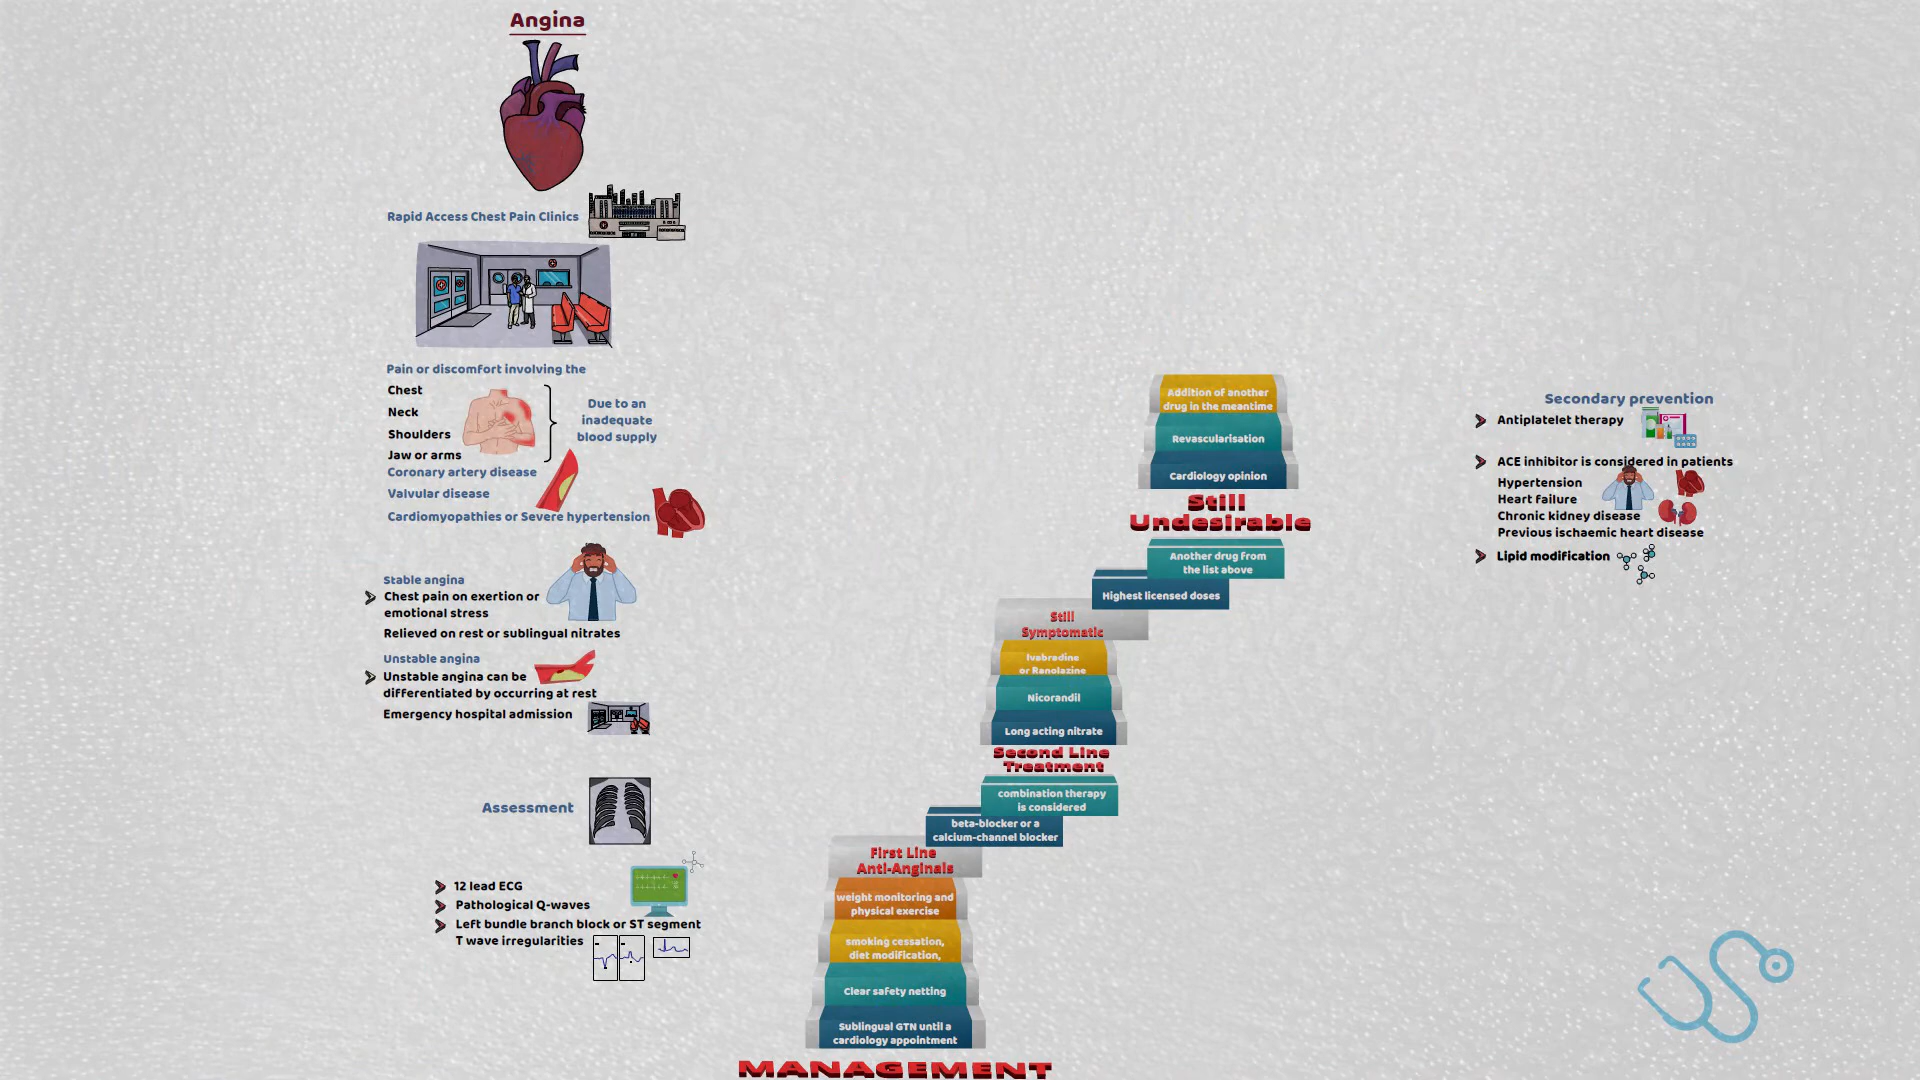 Angina
Rapid Access Chest Pain Clinics
Pain or discomfort involving the
Chest
Neck
Shoulders
Jaw or arms
Due to an
inadequate
blood supply
Coronary artery disease
Valvular disease
Cardiomyopathies or Severe hypertension
Stable angina
Chest pain on exertion or
emotional stress
Relieved on rest or sublingual nitrates
Unstable angina
Unstable angina can be
differentiated by occurring at rest
Emergency hospital admission
Assessment
12 lead ECG
Pathological Q-waves
Left bundle branch block or ST segment
T wave irregularities
Addition of another
drug in the meantime
Revascularisation
Cardiology opinion
Still
Undesirable
Another drug from
the list above
Highest licensed doses
Still
Symptomatic
Ivabradine
or Ranolazine
Nicorandil
Long acting nitrate
Second Line
Treatment
combination therapy
is considered
beta-blocker or a
calcium-channel blocker
First Line
Anti-Anginals
weight monitoring and
physical exercise
smoking cessation,
diet modification,
Clear safety netting
Sublingual GTN until a
cardiology appointment
MANAGEMENT
Secondary prevention
Antiplatelet therapy
ACE inhibitor is considered in patients
Hypertension
Heart failure
Chronic kidney disease
Previous ischaemic heart disease
Lipid modification